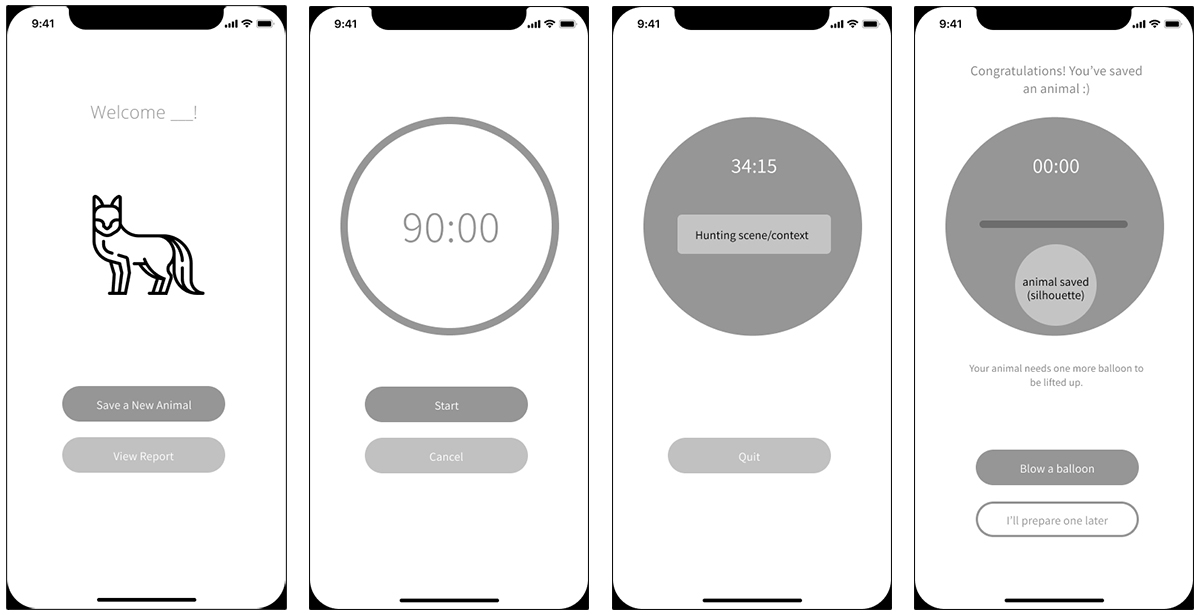 9:41
Welcome __!
Save a New Animal
View Report
9:41
90:00
Start
Cancel
9:41
34:15
Hunting scene/context
Quit
9:41
Congratulations! You've saved
an animal :)
00:00
animal saved
(silhouette)
Your animal needs one more balloon to
be lifted up.
Blow a balloon
I'll prepare one later